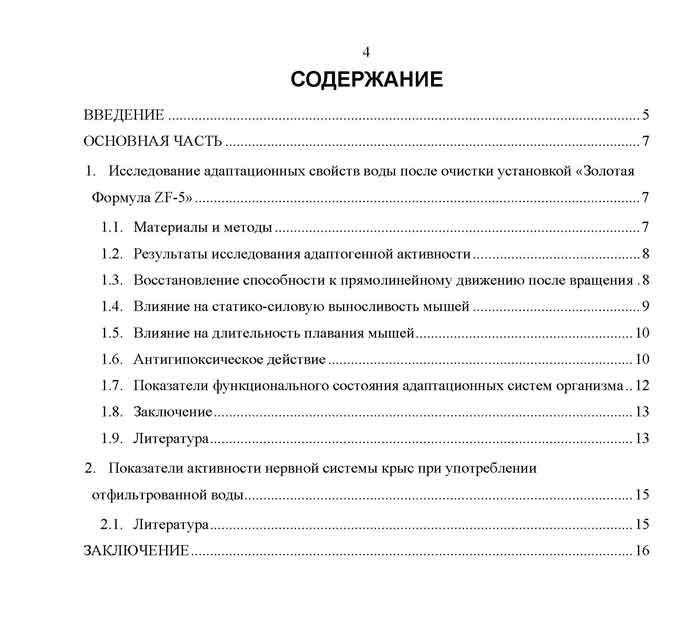 4
СОДЕРЖАНИЕ
ВВЕДЕНИЕ ........ 5
ОСНОВНАЯ ЧАСТЬ ........ 7
1. Исследование адаптационных свойств воды после очистки установкой «Золотая
Формула ZF-5» ........ 7
1.1. Материалы и методы ........ 7
1.2. Результаты исследования адаптогенной активности ........ 8
1.3. Восстановление способности к прямолинейному движению после вращения . 8
1.4. Влияние на статико-силовую выносливость мышей ........ 9
1.5. Влияние на длительность плавания мышей ........ 10
1.6. Антигипоксическое действие ........ 10
1.7. Показатели функционального состояния адаптационных систем организма .. 12
1.8. Заключение ........ 13
1.9. Литература ........ 13
2. Показатели активности нервной системы крыс при употреблении
отфильтрованной воды ........ 15
2.1. Литература ........ 15
ЗАКЛЮЧЕНИЕ ........ 16